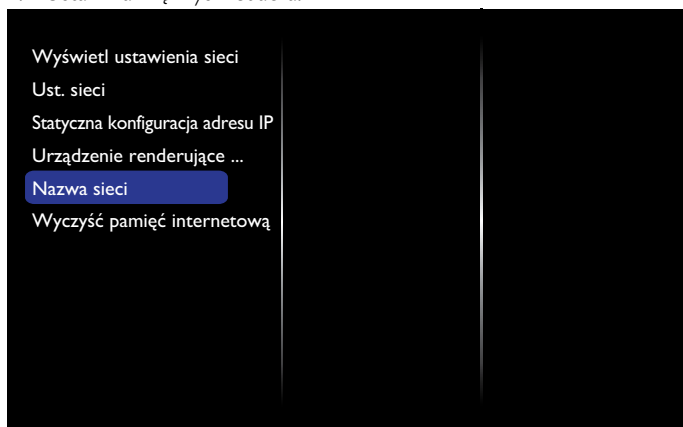 Wyświetl ustawienia sieci
Ust. sieci
Statyczna konfiguracja adresu IP
Urządzenie renderujące ...
Nazwa sieci
Wyczyść pamięć internetową